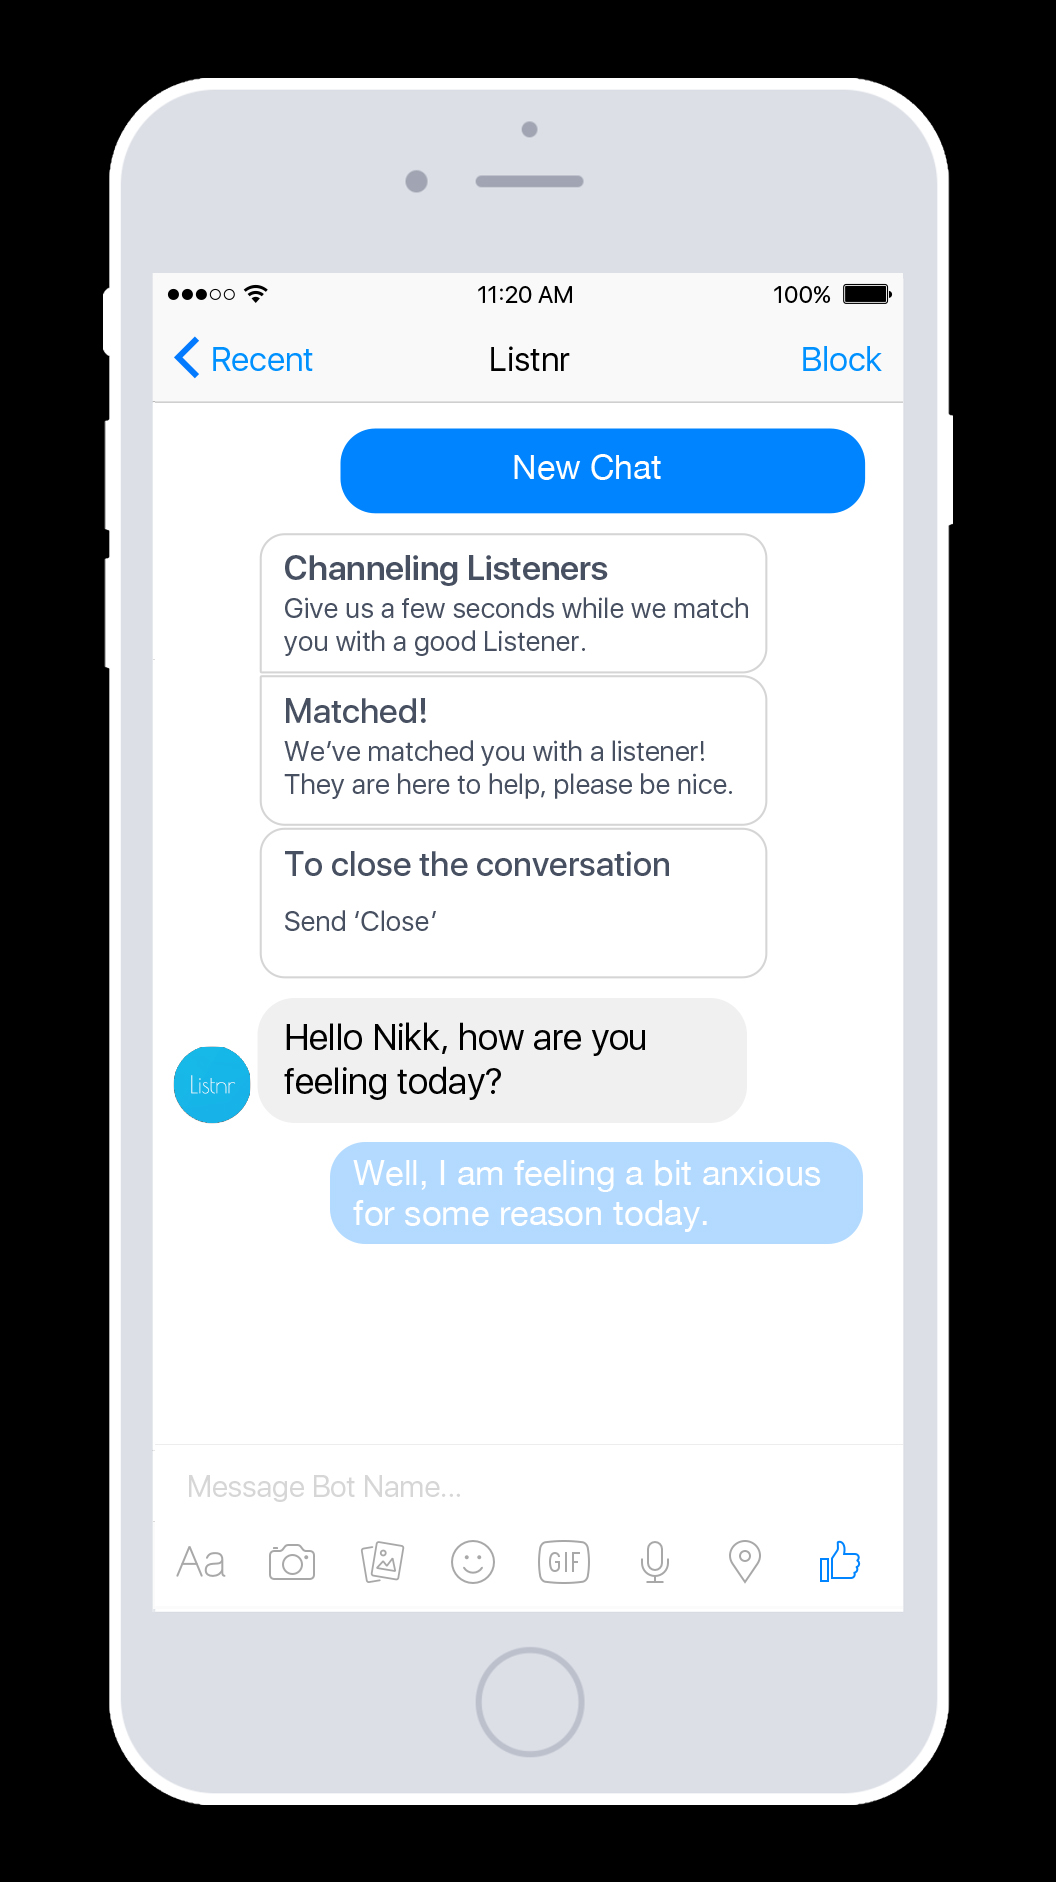 11:20 AM
100%
Recent
Listnr
Block
New Chat
Channeling Listeners
Give us a few seconds while we match
you with a good Listener.
Matched!
We’ve matched you with a listener!
They are here to help, please be nice.
To close the conversation
Send ‘Close’
Hello Nikk, how are you
feeling today?
Listnr
Well, I am feeling a bit anxious
for some reason today.
Message Bot Name...
Aa
GIF